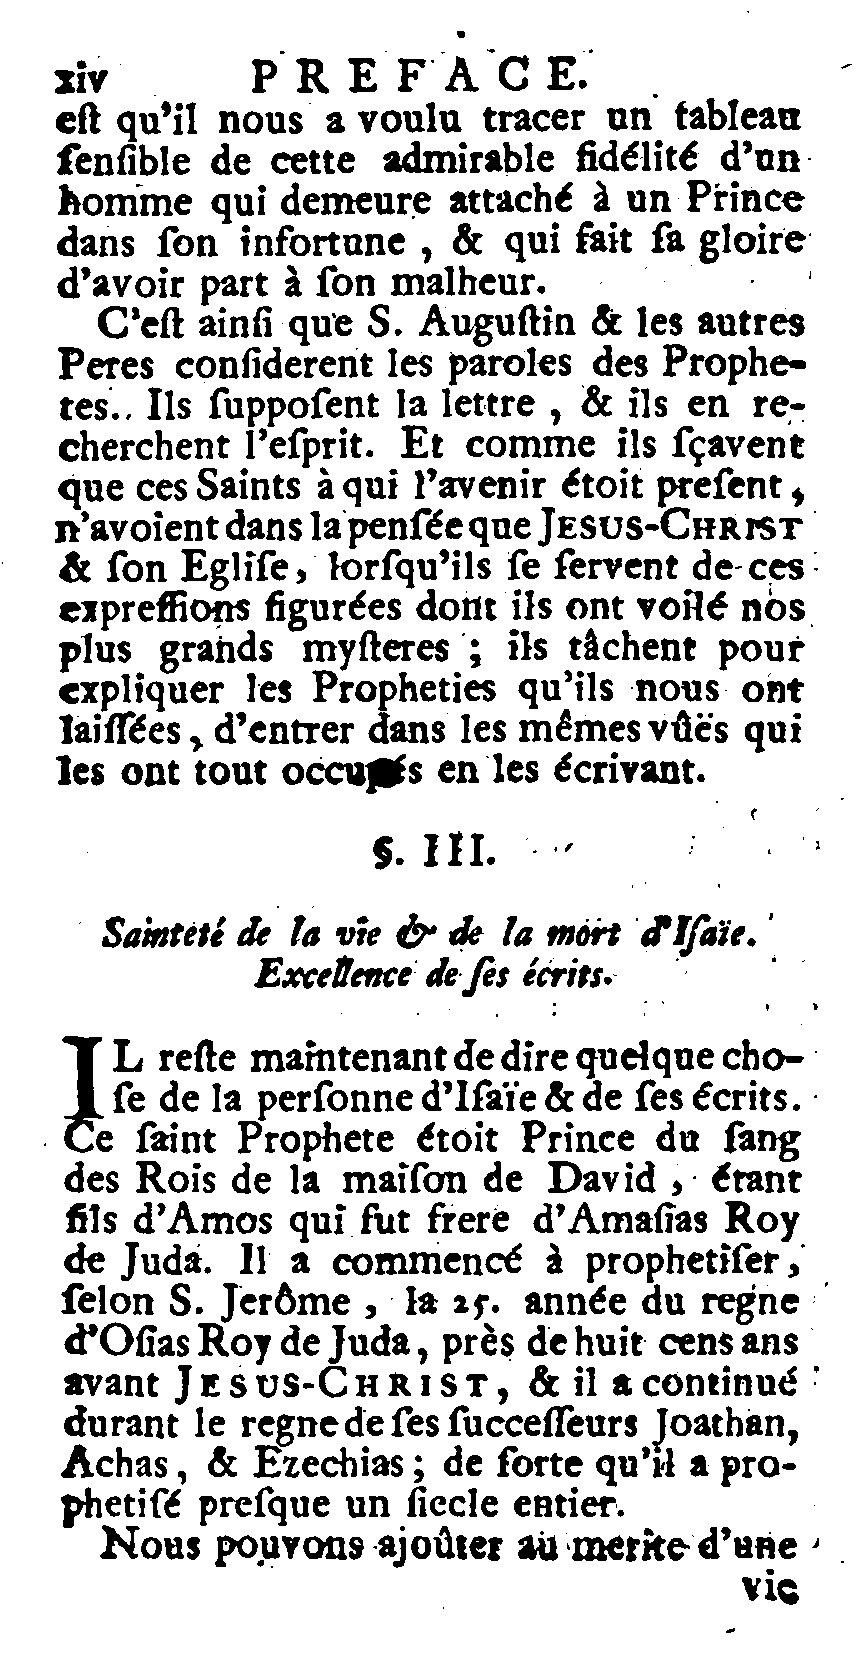 xiv PREFACE.
eſt qu'il nous a voulu tracer un tableau
ſenſible de cette admirable fidélité d'un
homme qui demeure attaché à un Prince
dans ſon infortune , & qui fait ſa gloire
d'avoir part à ſon malheur.
C'eſt ainſi que S. Auguſtin & les autres
Peres conſiderent les paroles des Prophe-
tes.. Ils ſuppoſent la lettre , & ils en re-
cherchent l'eſprit. Et comme ils ſçavent
que ces Saints à qui l'avenir étoit preſent,
n'avoient dans la penſée que JESUS-CHRIST
& ſon Egliſe, lorſqu'ils ſe ſervent de ces
expreſſions figurées dont ils ont voilé nos
plus grands myſteres ; ils tâchent pour
expliquer les Propheties qu'ils nous ont
laiſſées, d'entrer dans les mêmes vûës qui
les ont tout occupés en les écrivant.
§. III.
Sainteté de la vie & de la mort d'Iſaïe.
Excellence de ſes écrits.
IL reſte maintenant de dire quelque cho-
ſe de la perſonne d'Iſaïe & de ſes écrits.
Ce ſaint Prophete étoit Prince du ſang
des Rois de la maiſon de David , étant
fils d'Amos qui fut frere d'Amaſias Roy
de Juda. Il a commencé à prophetiſer,
ſelon S. Jerôme , la 25. année du regne
d'Oſias Roy de Juda, près de huit cens ans
avant JESUS-CHRIST, & il a continué
durant le regne de ſes ſucceſſeurs Joathan,
Achas, & Ezechias ; de ſorte qu'il a pro-
phetiſé preſque un ſiecle entier.
Nous pouvons ajoûter au merite d'une
vie